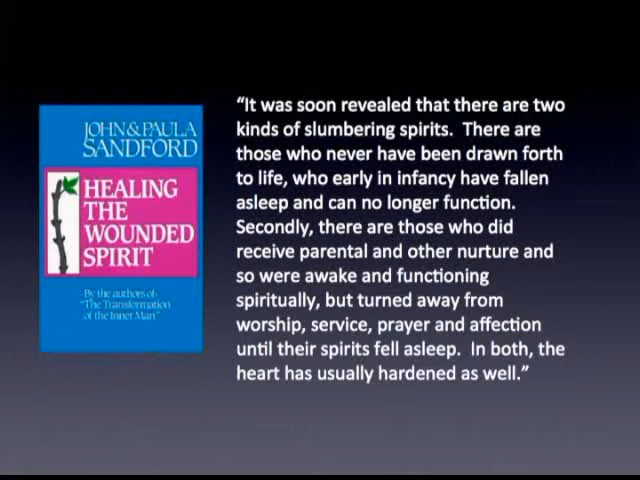 JOHN & PAULA
SANDFORD
HEALING
THE
WOUNDED
SPIRIT
By the authors of:
"The Transformation
of the Inner Man"
“It was soon revealed that there are two
kinds of slumbering spirits.  There are
those who never have been drawn forth
to life, who early in infancy have fallen
asleep and can no longer function.
Secondly, there are those who did
receive parental and other nurture and
so were awake and functioning
spiritually, but turned away from
worship, service, prayer and affection
until their spirits fell asleep.  In both, the
heart has usually hardened as well.”